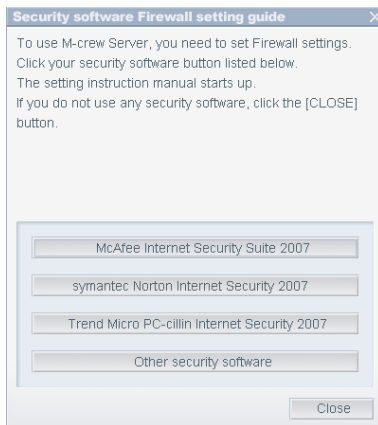 Security software Firewall setting guide
To use M-crew Server, you need to set Firewall settings.
Click your security software button listed below.
The setting instruction manual starts up.
If you do not use any security software, click the [CLOSE]
button.
McAfee Internet Security Suite 2007
symantec Norton Internet Security 2007
Trend Micro PC-cillin Internet Security 2007
Other security software
Close